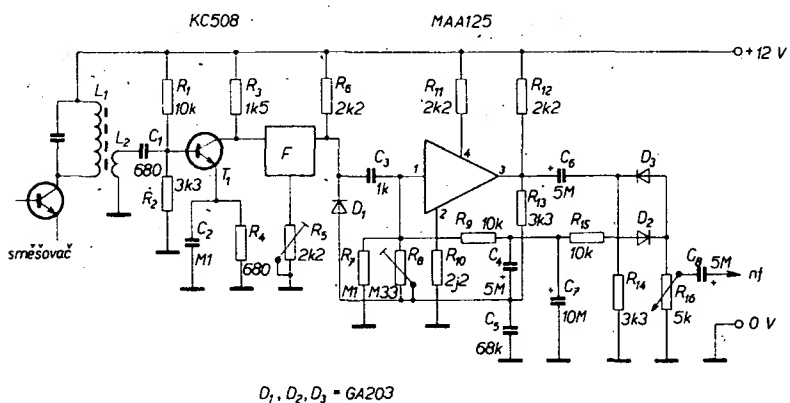 KC508
MAA125
+12 V
L1
L2
C1
680
R1
10k
R2
3k3
T1
R3
1k5
R4
680
C2
M1
směšovač
F
R5
2k2
R6
2k2
D1
C3
1k
R7
M1
R8
M33
R9
10k
R10
2j2
R11
2k2
1
2
3
4
R12
2k2
R13
3k3
C4
5M
+
C5
68k
C6
+
5M
C7
+
10M
R15
10k
D3
D2
R14
3k3
R16
5k
C8
5M
+
nf
0 V
D1, D2, D3 = GA203